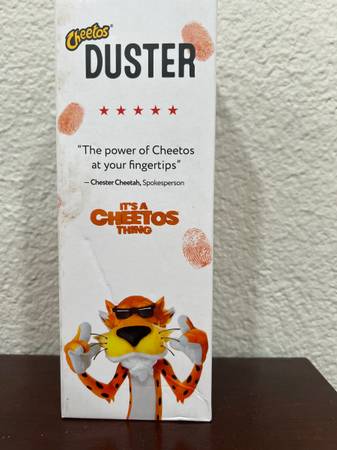 Cheetos®
DUSTER
"The power of Cheetos
at your fingertips"
— Chester Cheetah, Spokesperson
IT'S A
CHEETOS
THING